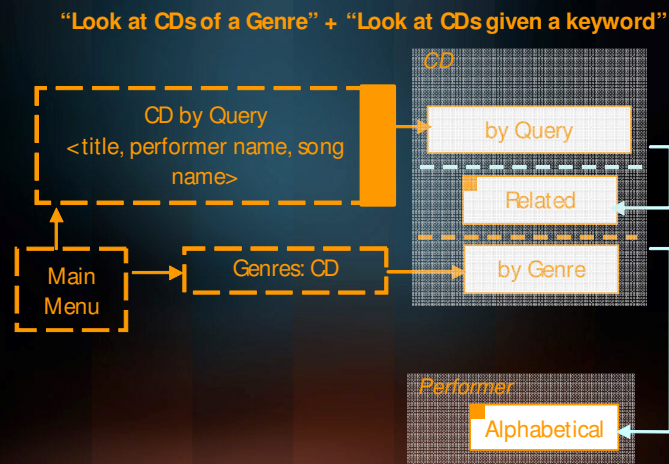 “Look at CDs of a Genre” + “Look at CDs given a keyword”
CD
CD by Query
<title, performer name, song
name>
by Query
Related
Main
Menu
Genres: CD
by Genre
Performer
Alphabetical